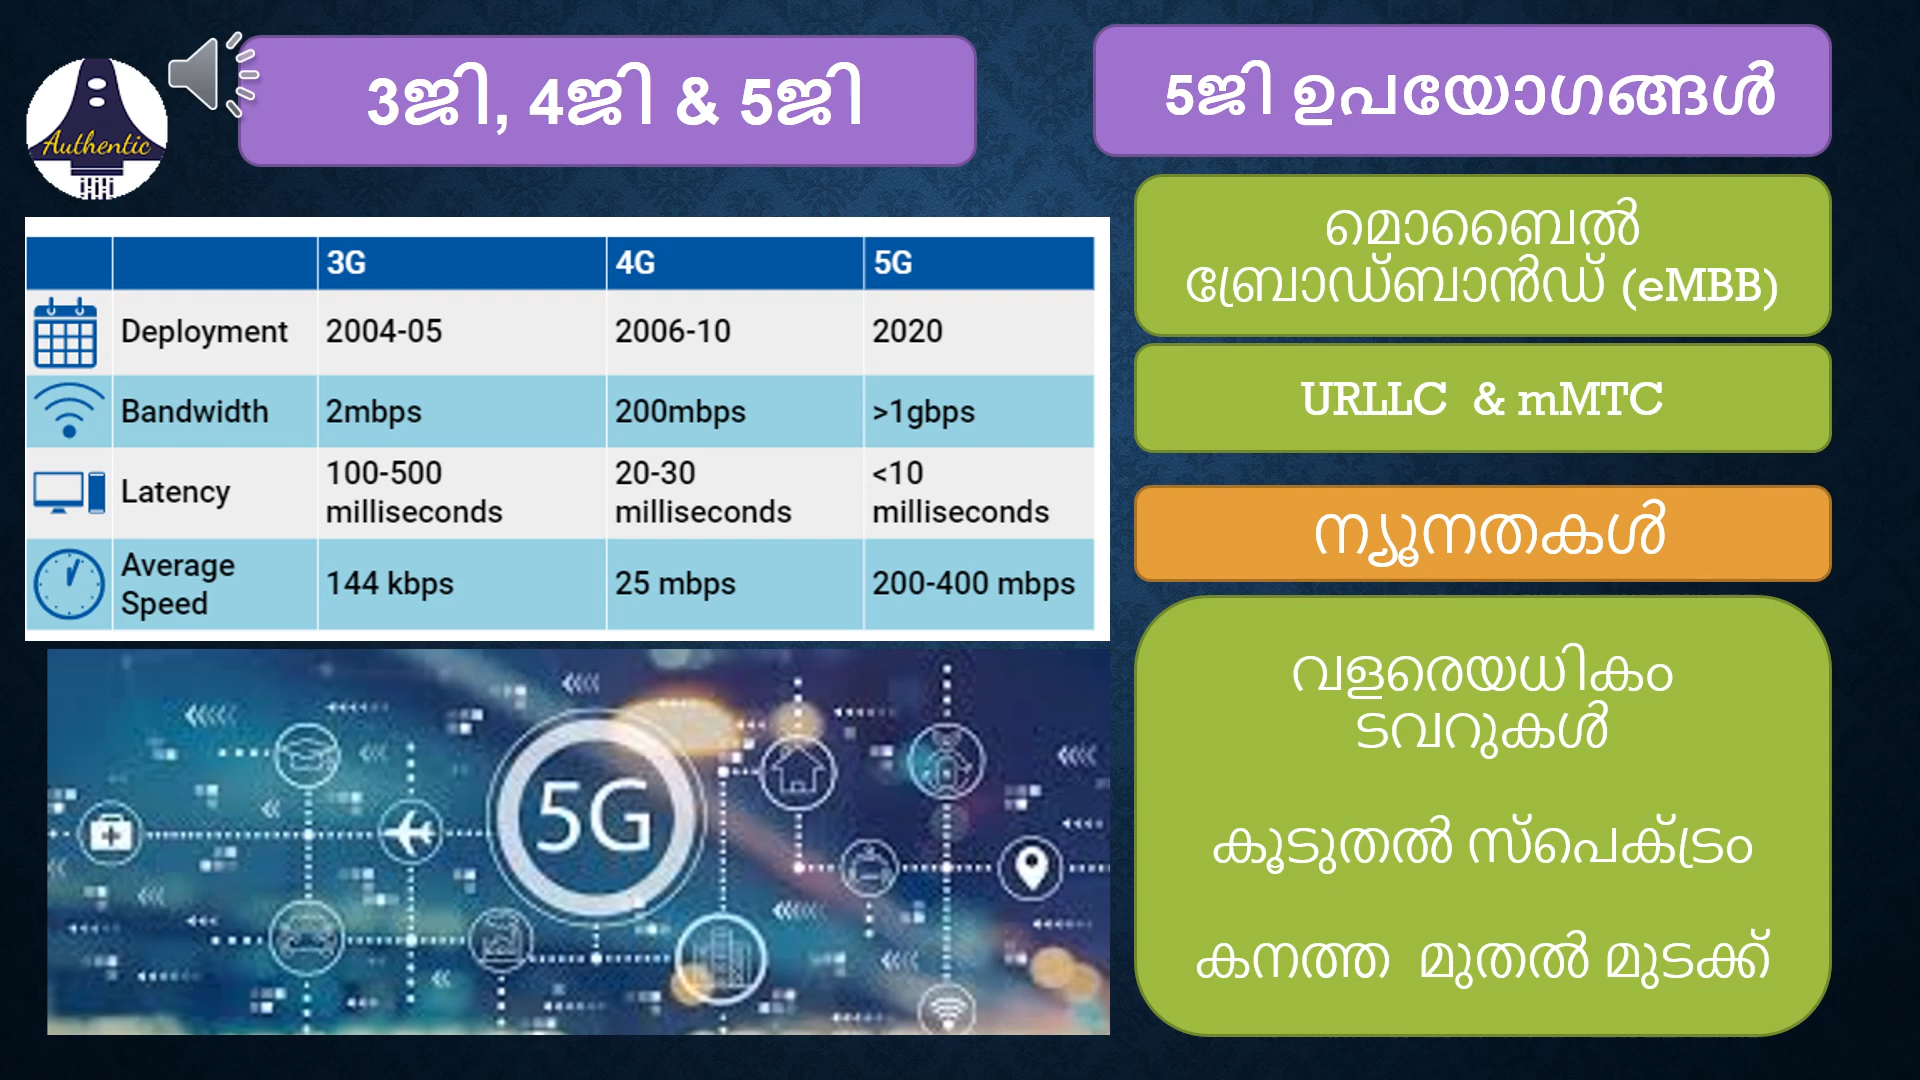 Authentic
3ജി, 4ജി & 5ജി
3G 4G 5G
Deployment 2004-05 2006-10 2020
Bandwidth 2mbps 200mbps >1gbps
Latency 100-500 milliseconds 20-30 milliseconds <10 milliseconds
Average Speed 144 kbps 25 mbps 200-400 mbps
5G
5ജി ഉപയോഗങ്ങൾ
മൊബൈൽ
ബ്രോഡ്ബാൻഡ് (eMBB)
URLLC & mMTC
ന്യൂനതകൾ
വളരെയധികം
ടവറുകൾ
കൂടുതൽ സ്പെക്ട്രം
കനത്ത മുതൽ മുടക്ക്